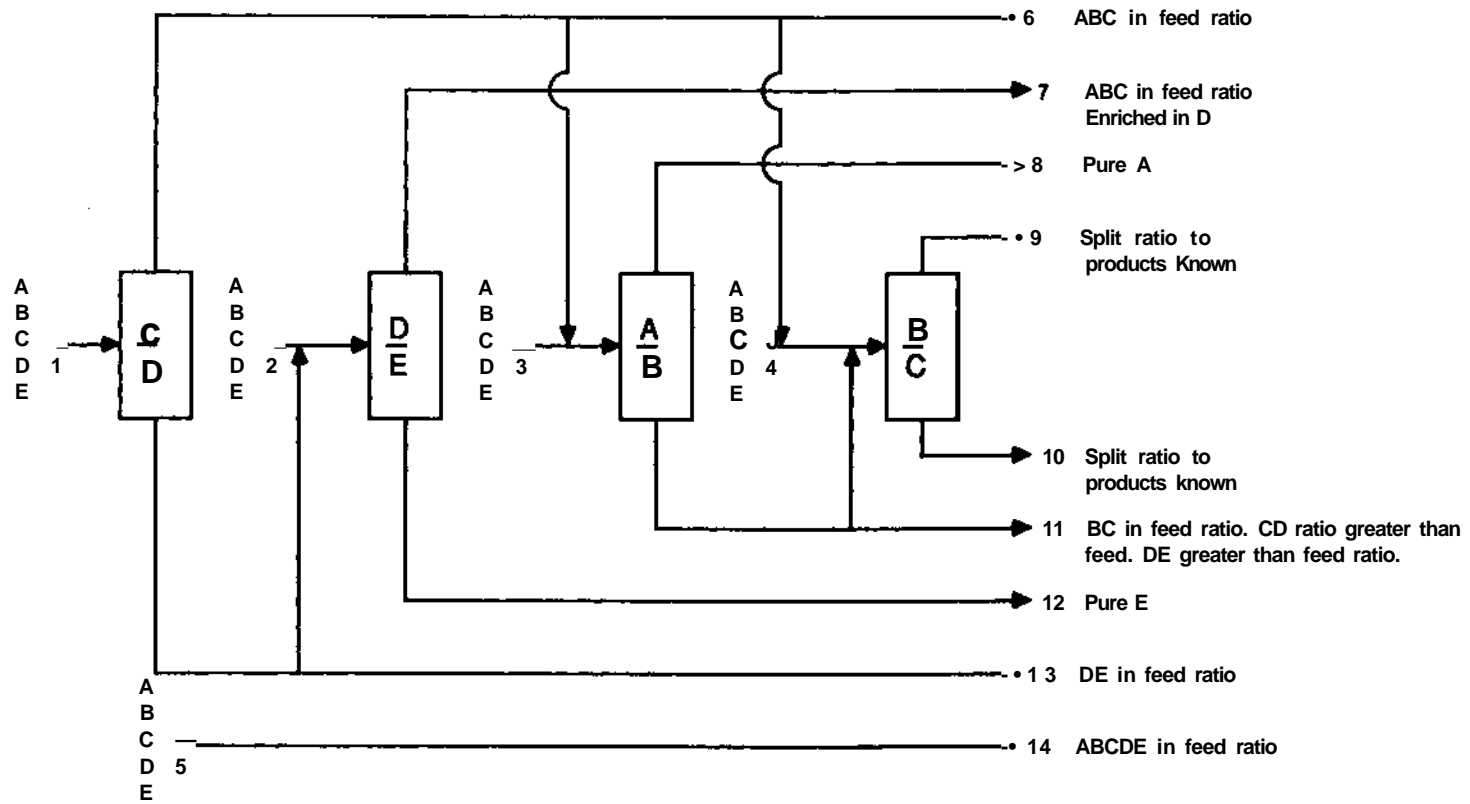 • 6 ABC in feed ratio
7 ABC in feed ratio
Enriched in D
> 8 Pure A
• 9 Split ratio to
products Known
A
B
C
D
E
1
C
D
A
B
C
D
E
2
D
E
A
B
C
D
E
3
A
B
A
B
C
D
E
4
B
C
10 Split ratio to
products known
11 BC in feed ratio. CD ratio greater than
feed. DE greater than feed ratio.
12 Pure E
• 1 3 DE in feed ratio
A
B
C
D
E
5
• 14 ABCDE in feed ratio